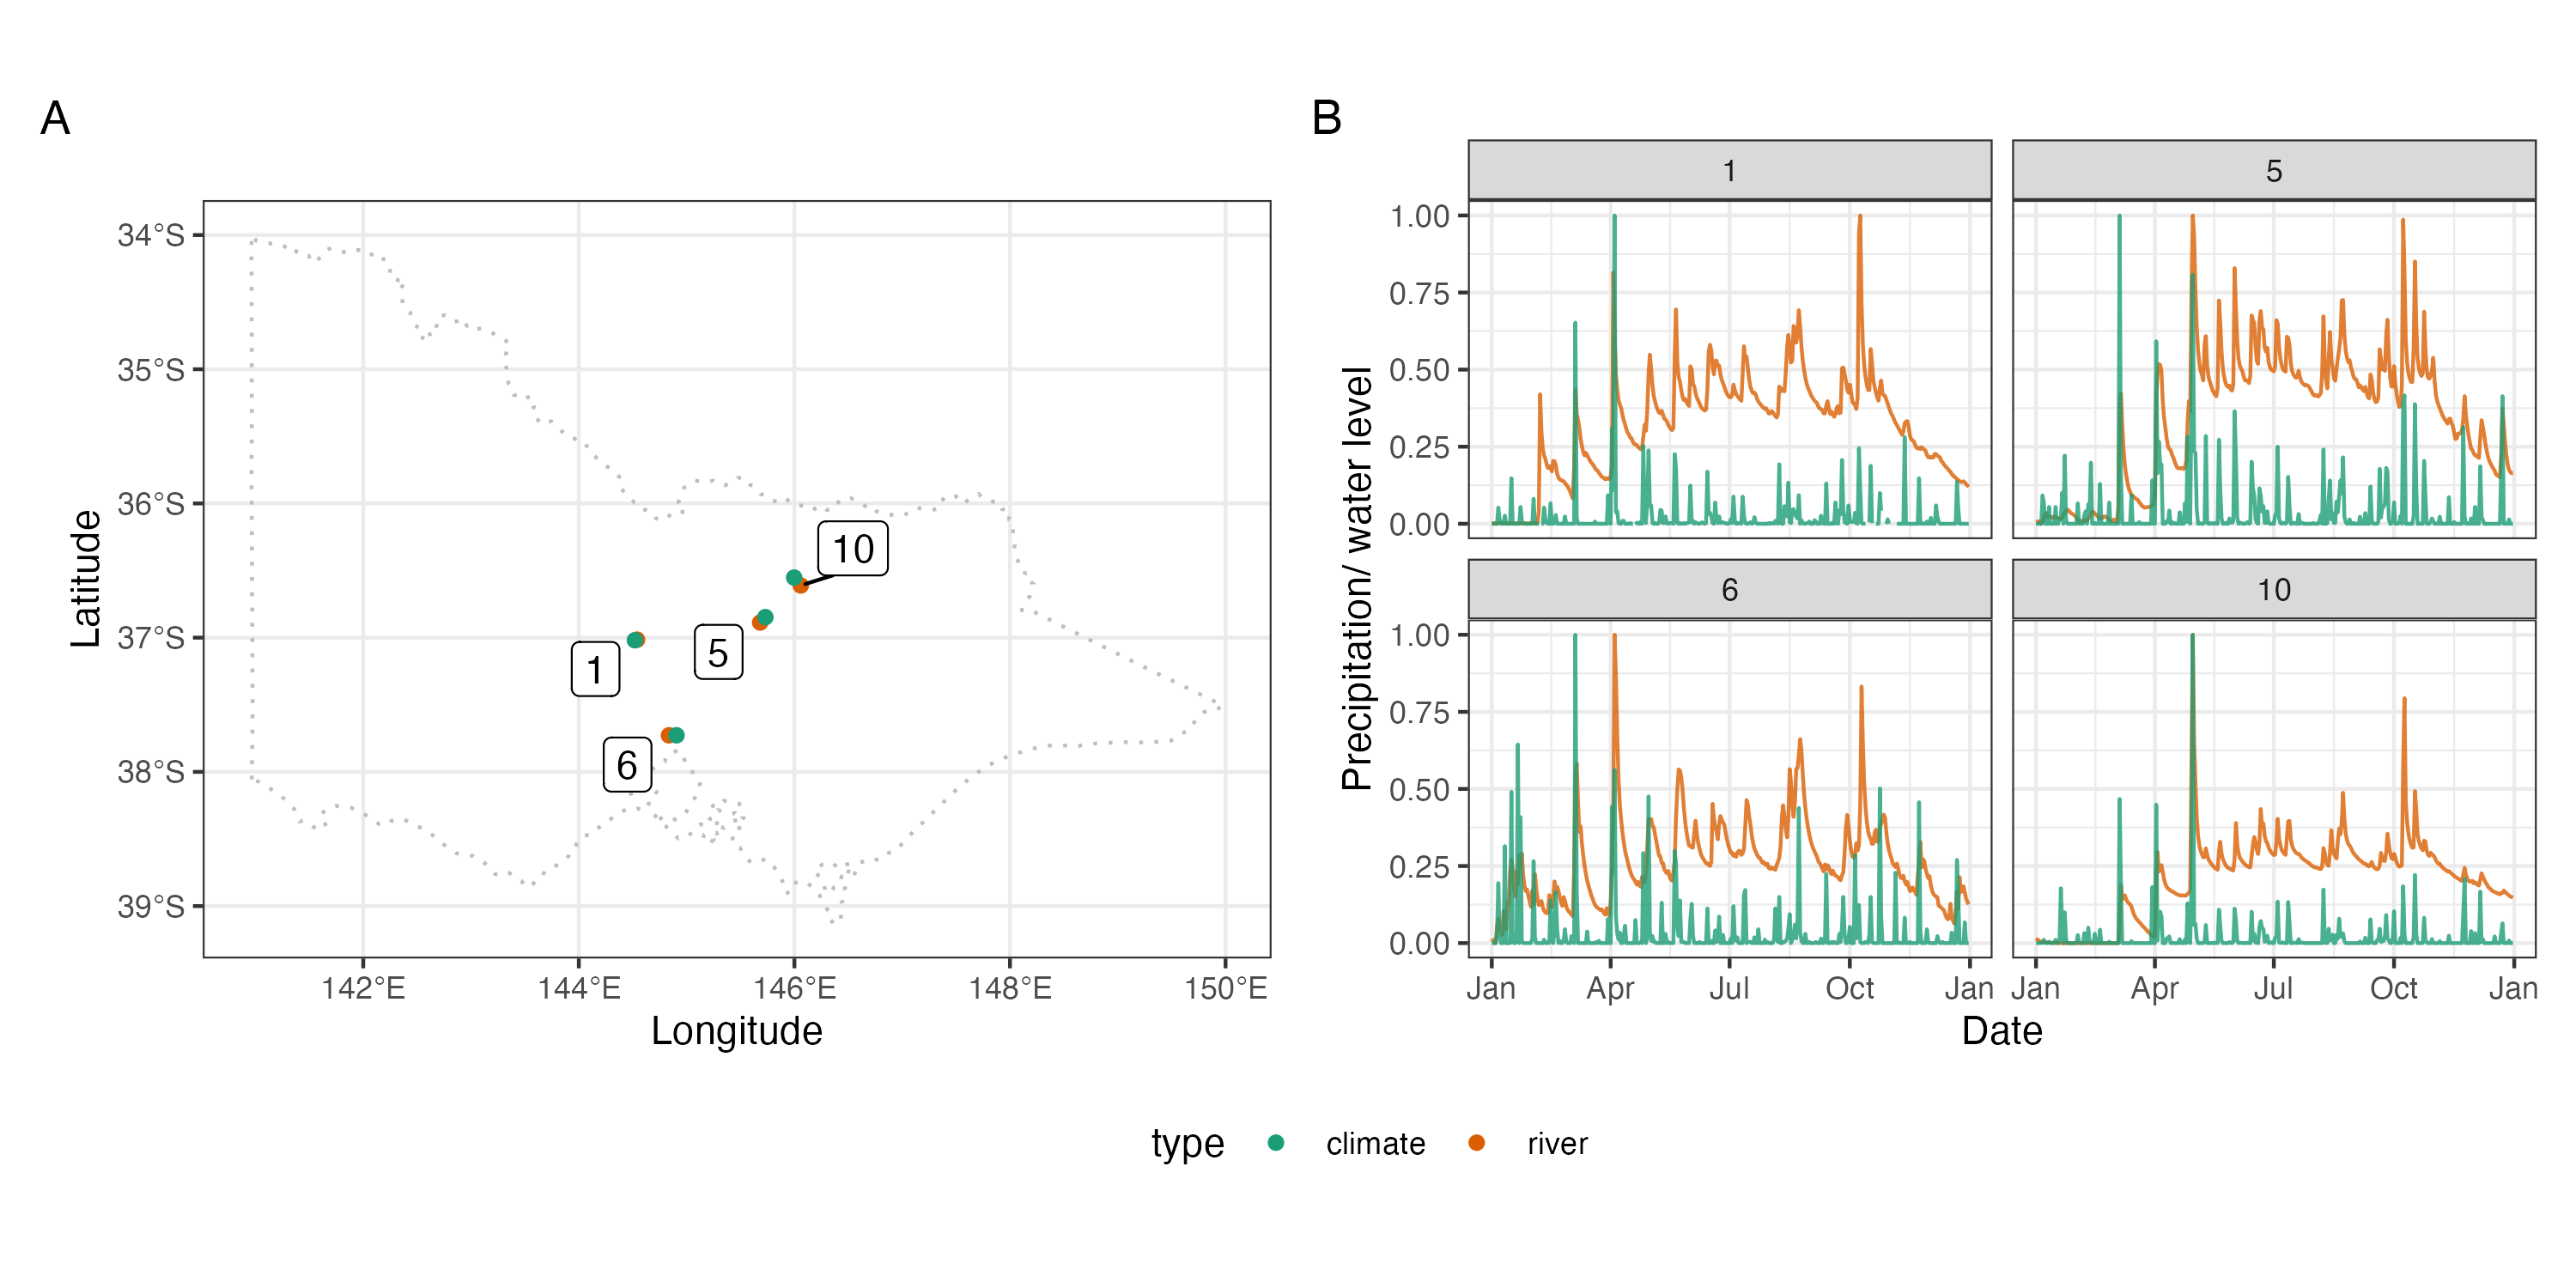 A
34°S
35°S
36°S
37°S
38°S
39°S
Latitude
10
5
1
6
142°E 144°E 146°E 148°E 150°E
Longitude
B
1 5
1.00
0.75
0.50
0.25
0.00
6 10
1.00
0.75
0.50
0.25
0.00
Precipitation/ water level
Jan Apr Jul Oct Jan Jan Apr Jul Oct Jan
Date
type climate river